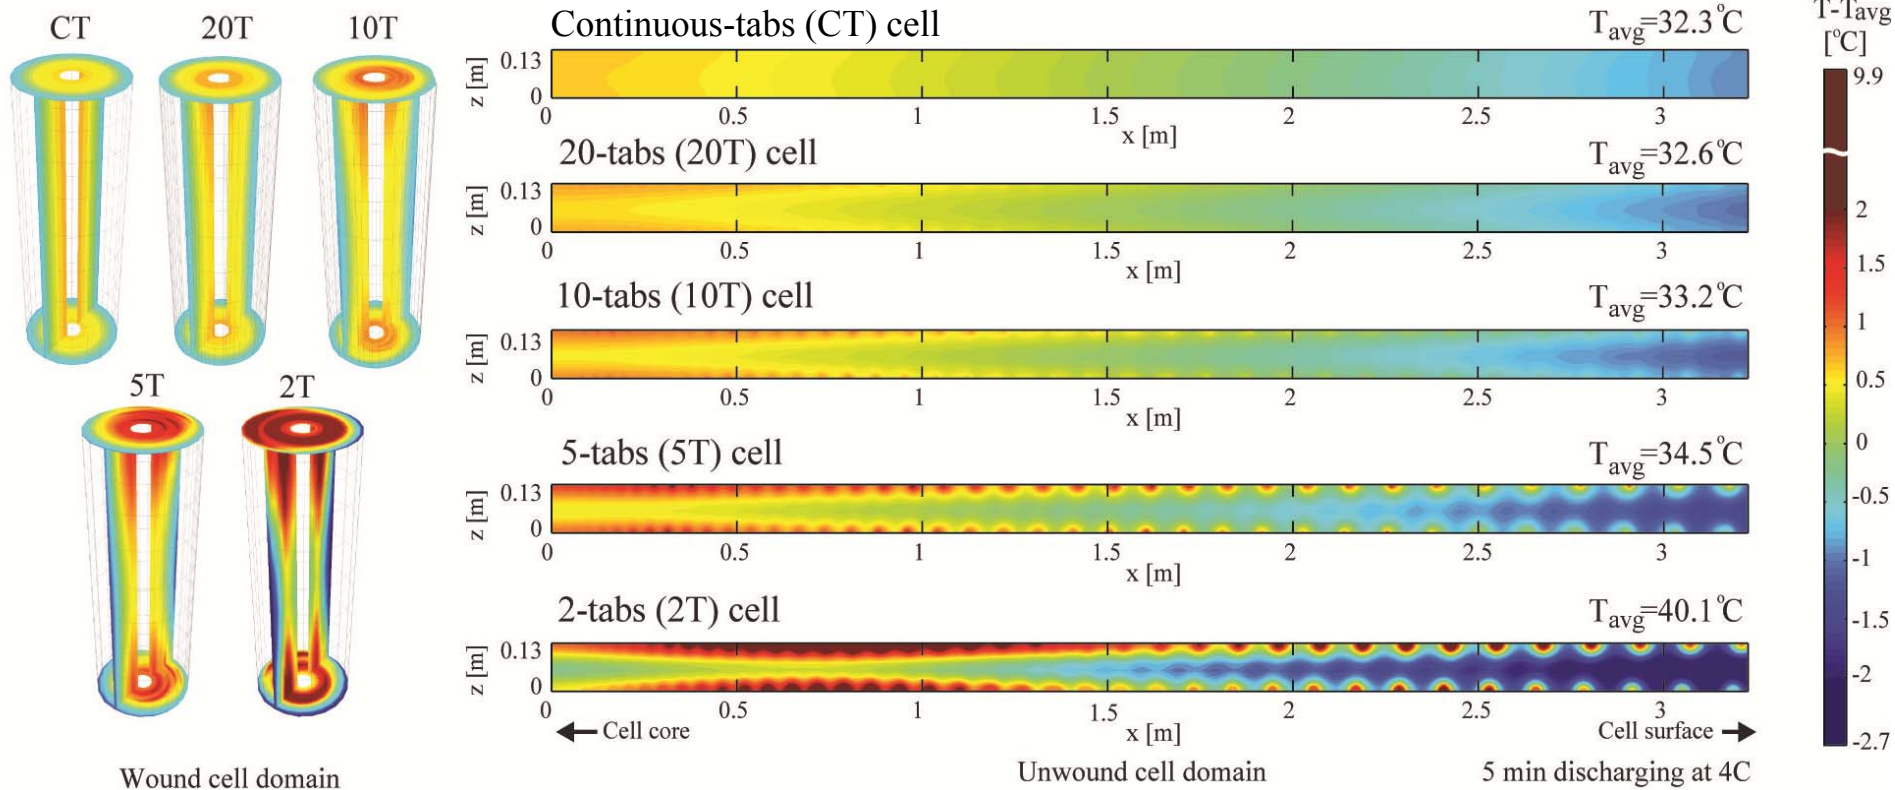 CT 20T 10T
5T 2T
Wound cell domain
Continuous-tabs (CT) cell Tavg=32.3°C
z [m] 0.13 0
0 0.5 1 1.5 2 2.5 3
x [m]
20-tabs (20T) cell Tavg=32.6°C
z [m] 0.13 0
0 0.5 1 1.5 2 2.5 3
x [m]
10-tabs (10T) cell Tavg=33.2°C
z [m] 0.13 0
0 0.5 1 1.5 2 2.5 3
x [m]
5-tabs (5T) cell Tavg=34.5°C
z [m] 0.13 0
0 0.5 1 1.5 2 2.5 3
x [m]
2-tabs (2T) cell Tavg=40.1°C
z [m] 0.13 0
0 0.5 1 1.5 2 2.5 3
← Cell core x [m] Cell surface →
Unwound cell domain 5 min discharging at 4C
T-Tavg
[°C]
9.9
2
1.5
1
0.5
0
-0.5
-1
-1.5
-2
-2.7